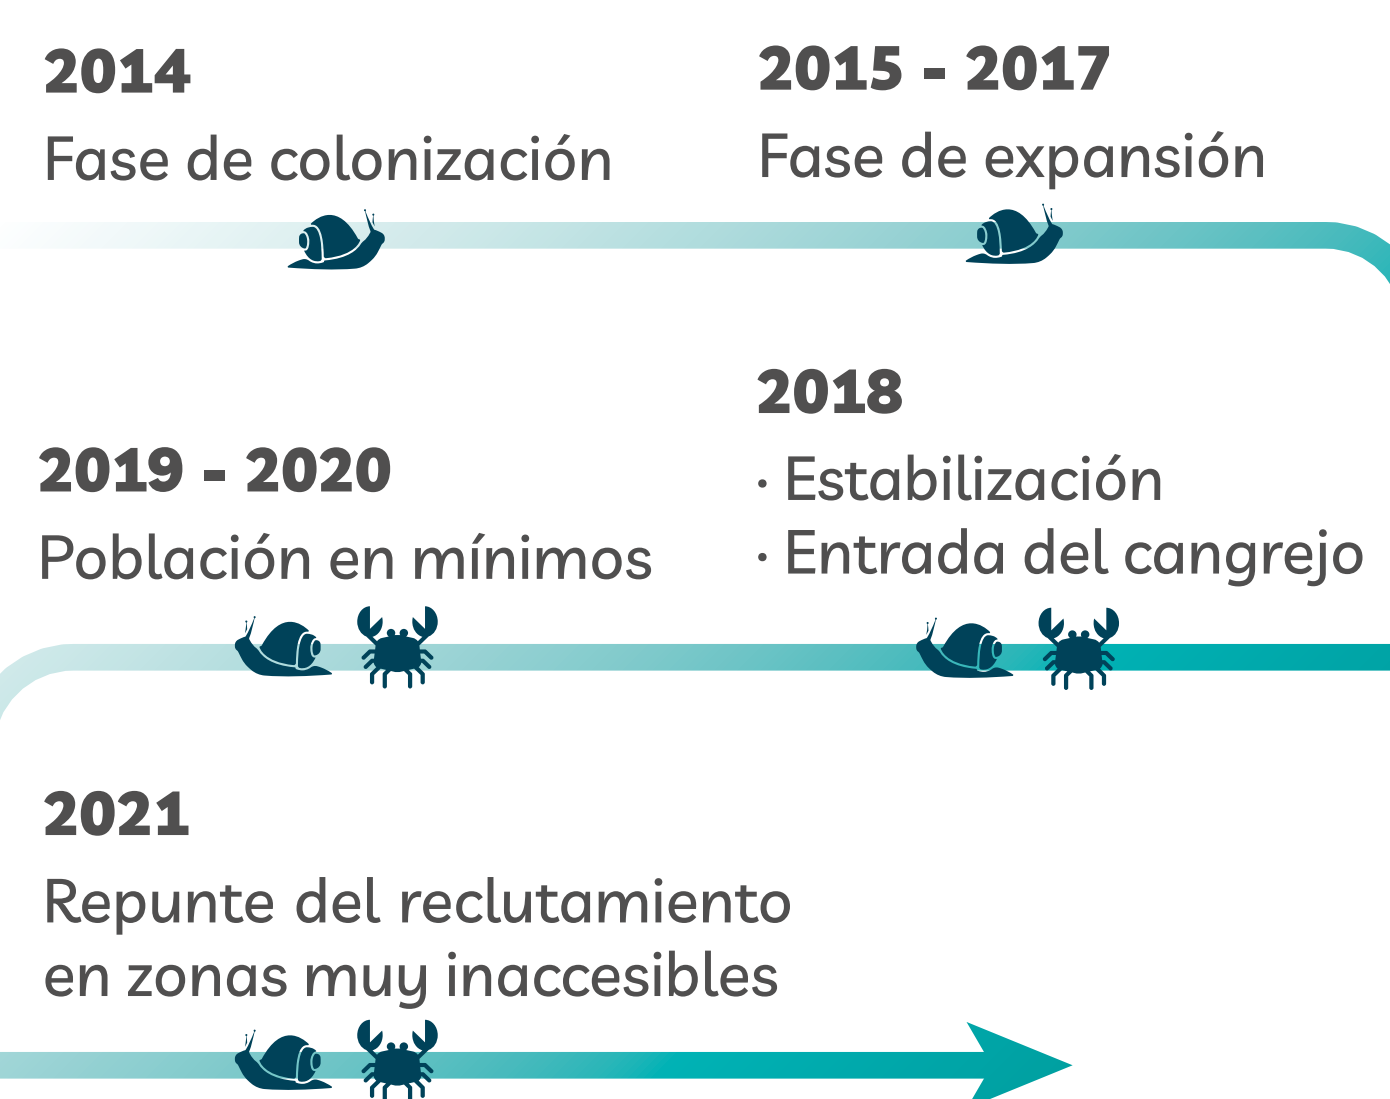 2014
Fase de colonización
2015 - 2017
Fase de expansión
2018
· Estabilización
· Entrada del cangrejo
2019 - 2020
Población en mínimos
2021
Repunte del reclutamiento
en zonas muy inaccesibles